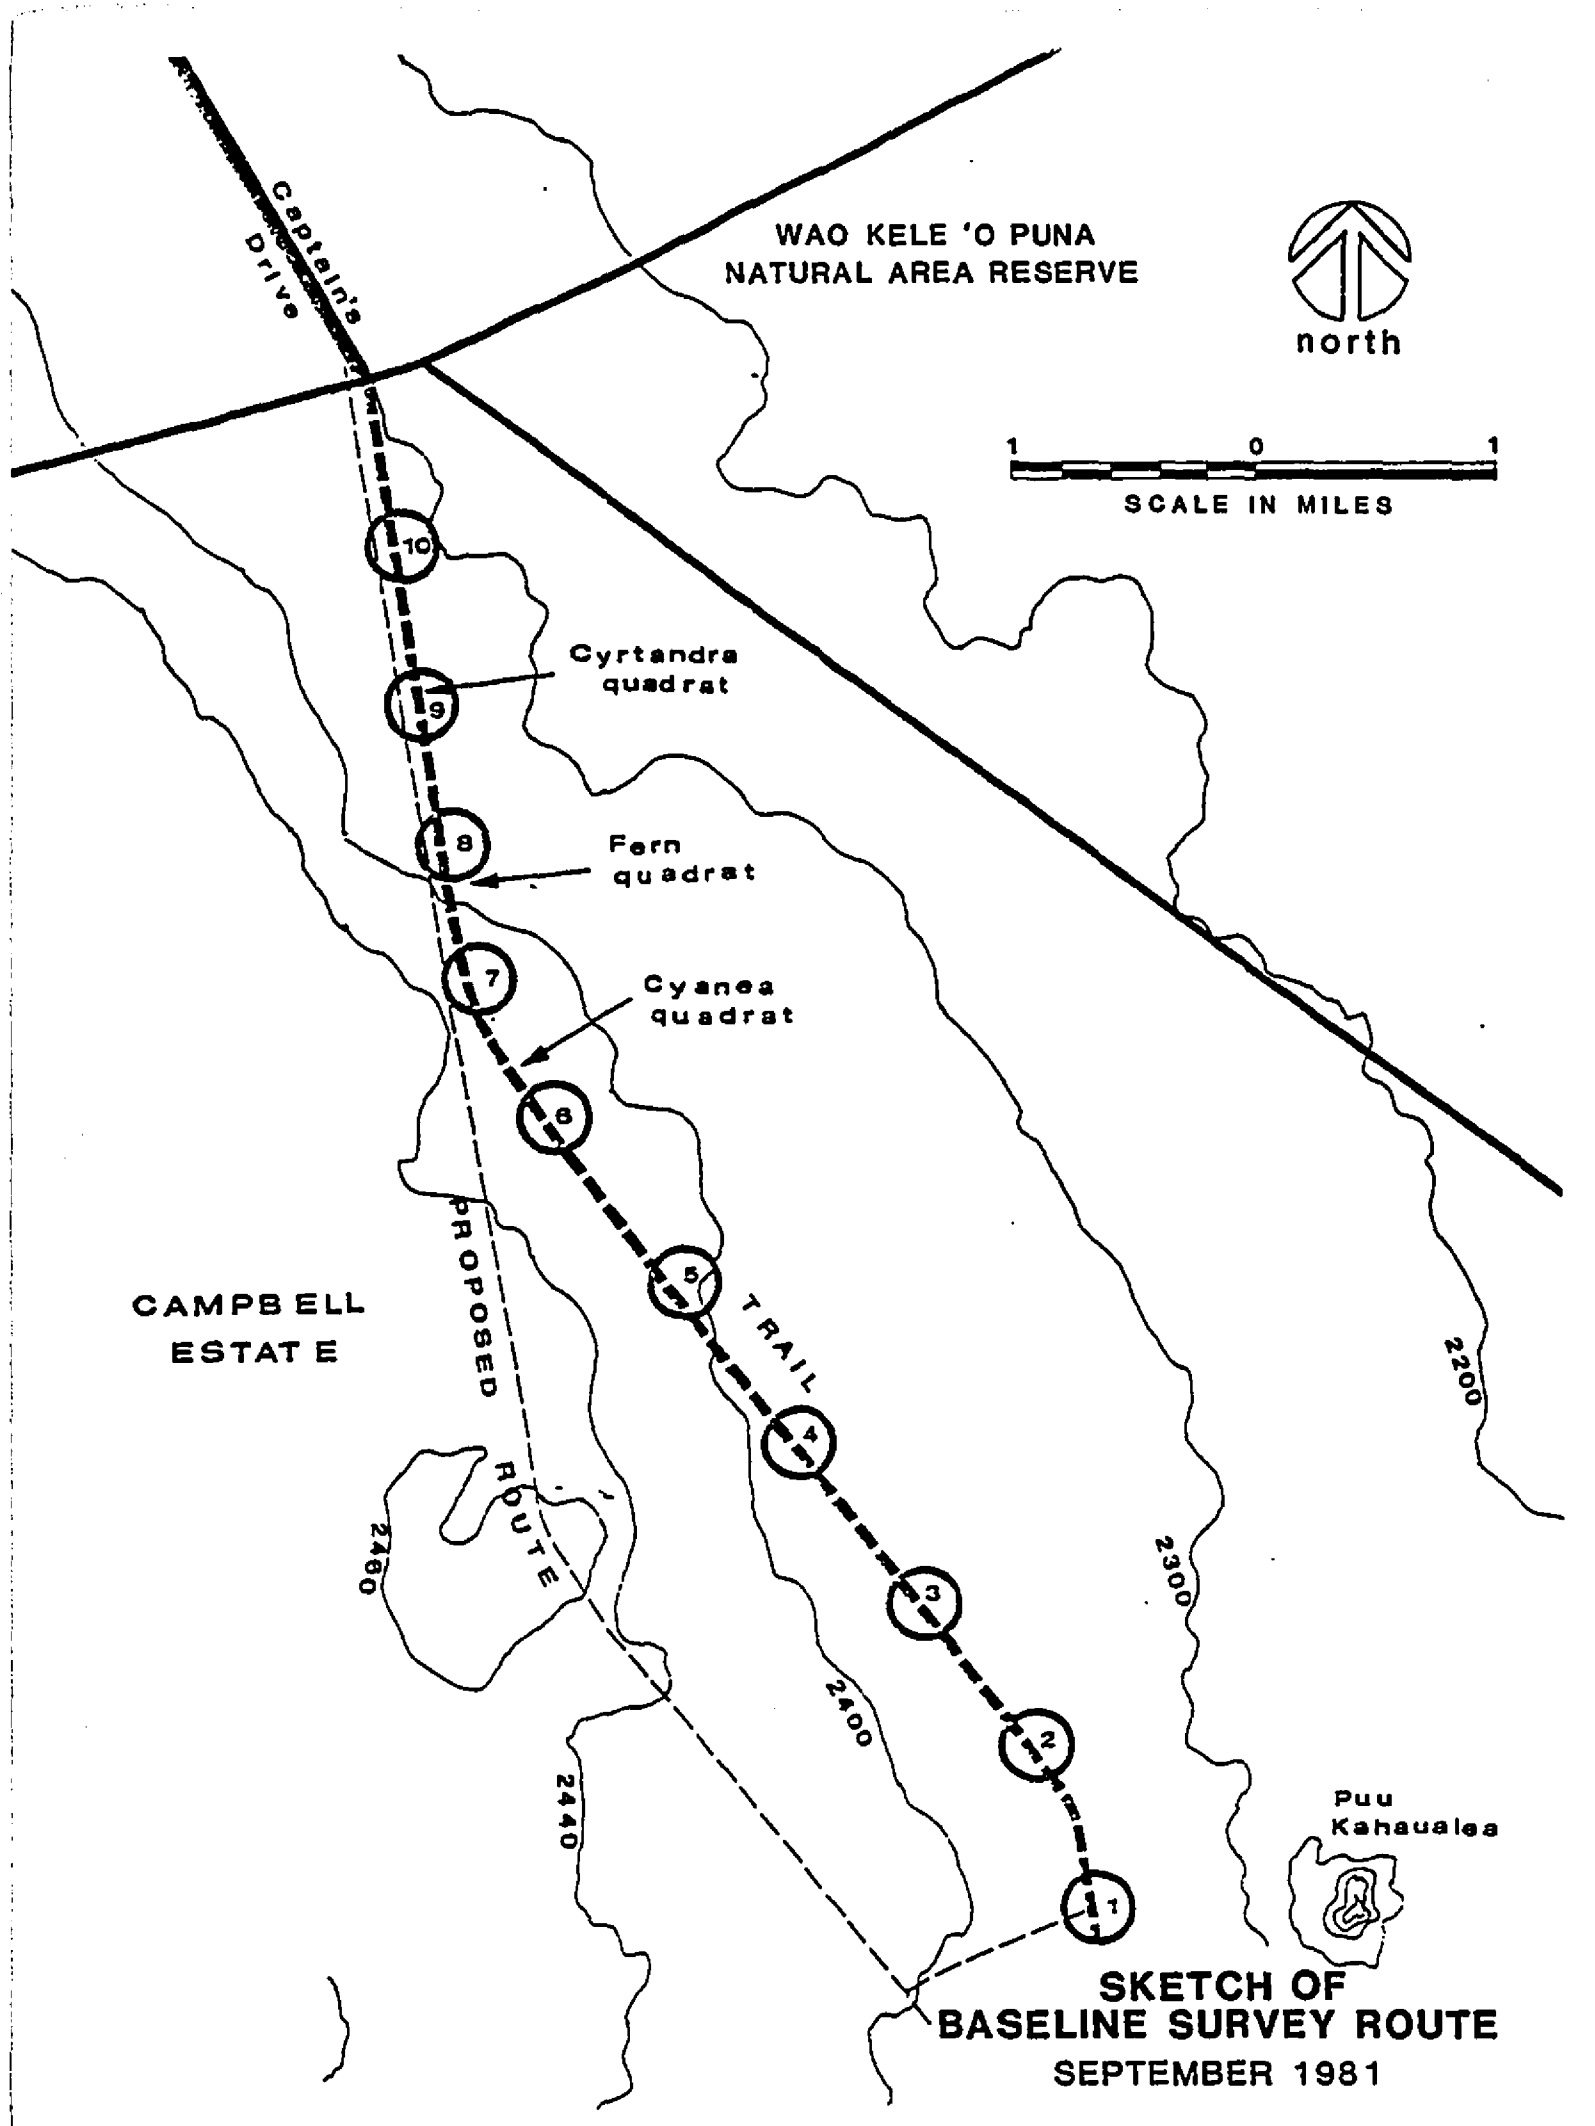 Captain's
Drive
WAO KELE 'O PUNA
NATURAL AREA RESERVE
north
1 0 1
SCALE IN MILES
10
Cyrtandra
quadrat
9
8
Fern
quadrat
7
Cyanea
quadrat
6
PROPOSED
ROUTE
CAMPBELL
ESTATE
5
TRAIL
4
2200
2460
2300
3
2400
2
2440
Puu
Kahaualea
1
SKETCH OF
BASELINE SURVEY ROUTE
SEPTEMBER 1981